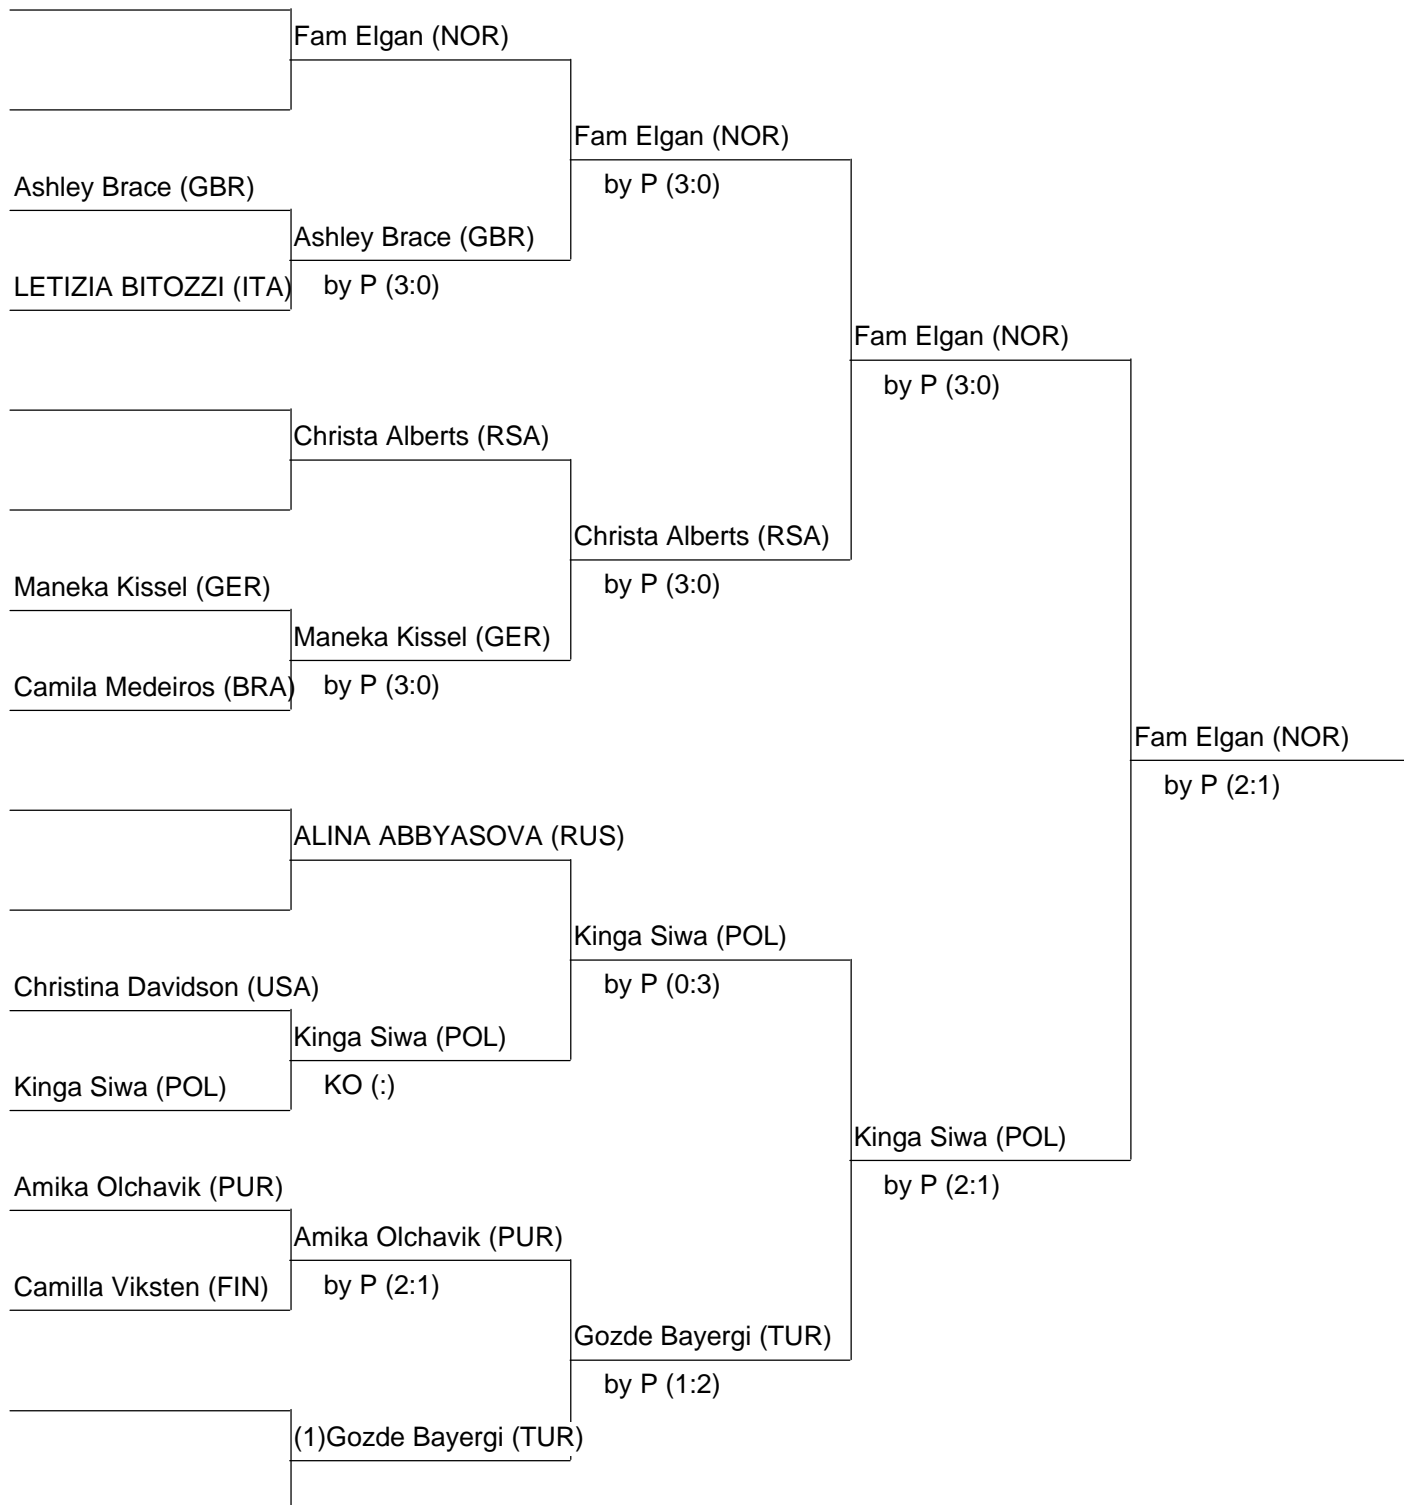 Fam Elgan (NOR)
Fam Elgan (NOR)
by P (3:0)
Ashley Brace (GBR)
Ashley Brace (GBR)
by P (3:0)
LETIZIA BITOZZI (ITA)
Fam Elgan (NOR)
by P (3:0)
Christa Alberts (RSA)
Christa Alberts (RSA)
by P (3:0)
Maneka Kissel (GER)
Maneka Kissel (GER)
by P (3:0)
Camila Medeiros (BRA)
Fam Elgan (NOR)
by P (2:1)
ALINA ABBYASOVA (RUS)
Kinga Siwa (POL)
by P (0:3)
Christina Davidson (USA)
Kinga Siwa (POL)
KO (:)
Kinga Siwa (POL)
Kinga Siwa (POL)
by P (2:1)
Amika Olchavik (PUR)
Amika Olchavik (PUR)
by P (2:1)
Camilla Viksten (FIN)
Gozde Bayergi (TUR)
by P (1:2)
(1)Gozde Bayergi (TUR)